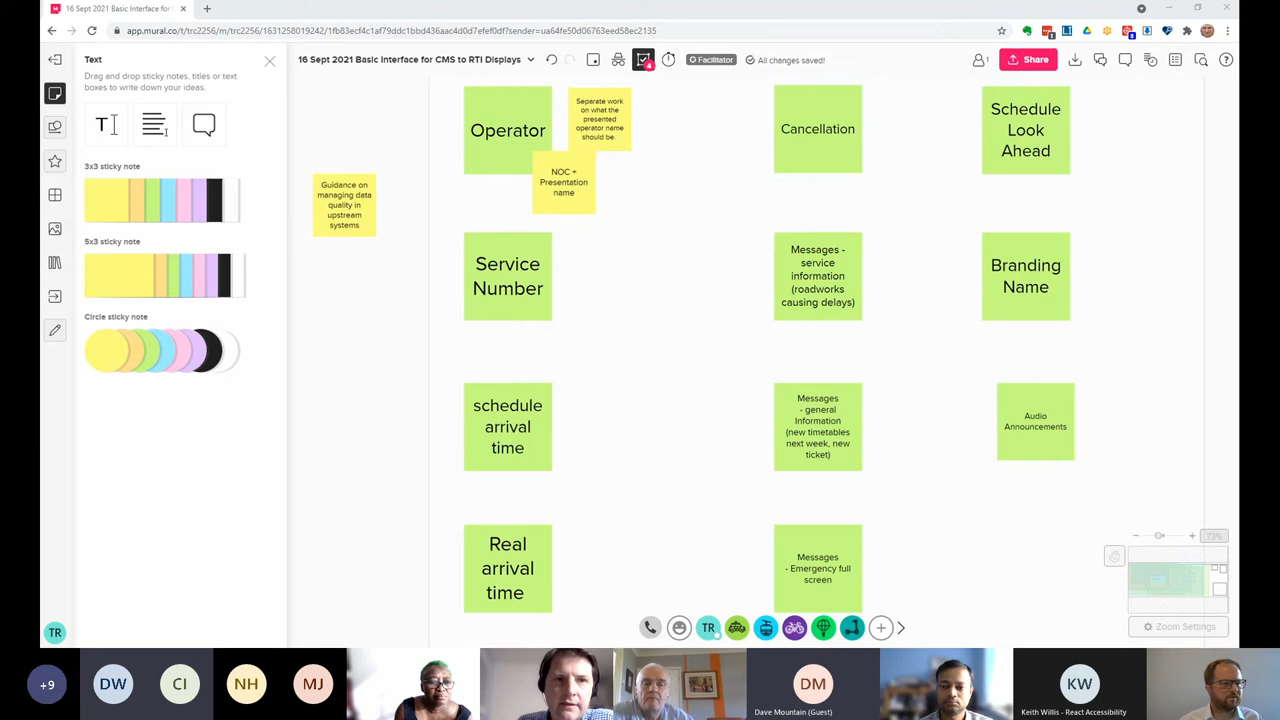 16 Sept 2021 Basic Interface for
app.mural.co/t/trc2256/m/trc2256/1631258018241/1fb83ecf4c1af79ddc1bbd436aac4d0d7efef0df?sender=ua64fe50d06763eed58ec2135
Text
Drag and drop sticky notes, titles or text
boxes to write down your ideas.
T
3x3 sticky note
5x3 sticky note
Circle sticky note
16 Sept 2021 Basic Interface for CMS to RTI Displays
4
Facilitator
All changes saved!
1
Share
Guidance on
managing data
quality in
upstream
systems
Operator
Separate work
on what the
presented
operator name
should be.
NOC +
Presentation
name
Cancellation
Schedule
Look
Ahead
Service
Number
Messages -
service
information
(roadworks
causing delays)
Branding
Name
schedule
arrival
time
Messages
- general
Information
(new timetables
next week, new
ticket)
Audio
Announcements
Real
arrival
time
Messages
- Emergency full
screen
73%
Zoom Settings
TR
TR
+9
DW
CI
NH
MJ
DM
Dave Mountain (Guest)
KW
Keith Willis - React Accessibility